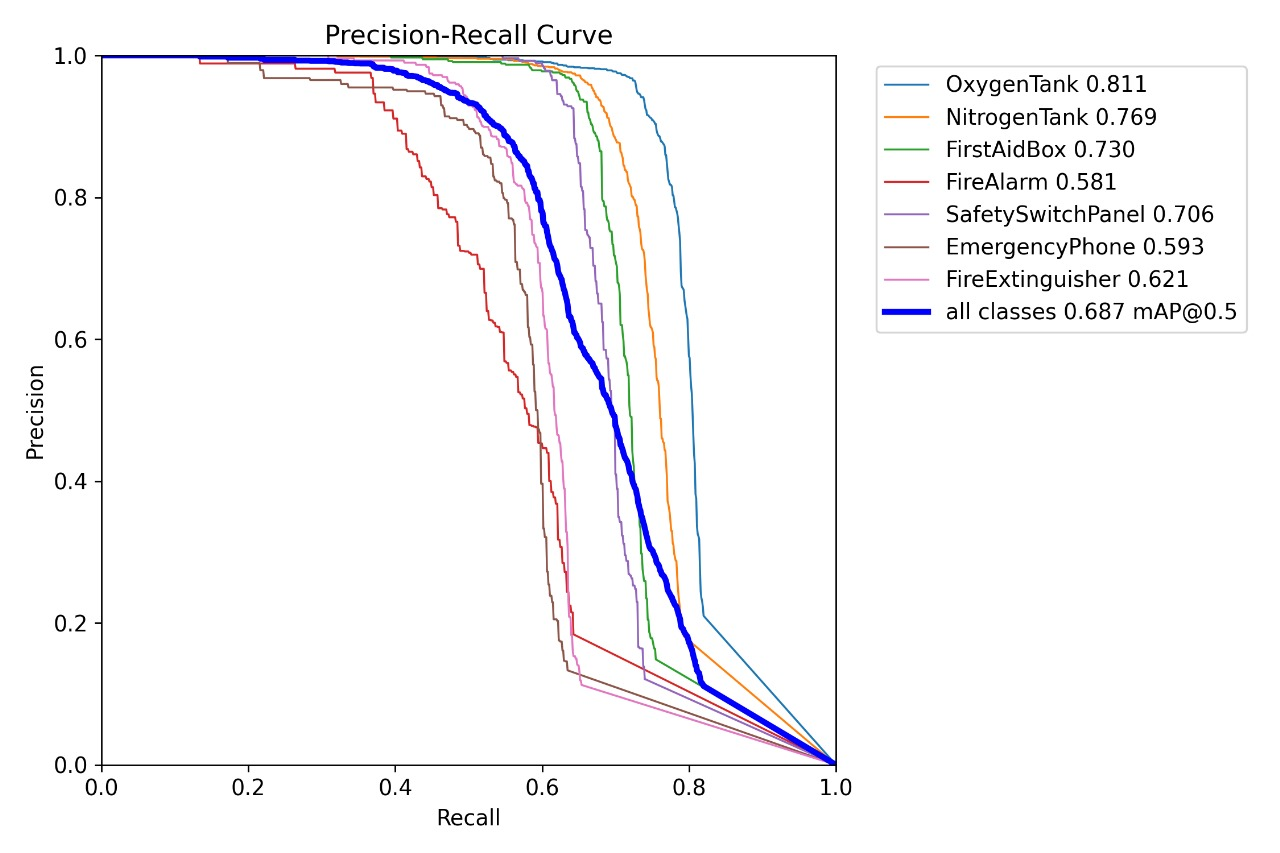 Precision-Recall Curve
1.0
0.8
0.6
0.4
0.2
0.0
Precision
0.0 0.2 0.4 0.6 0.8 1.0
Recall
OxygenTank 0.811
NitrogenTank 0.769
FirstAidBox 0.730
FireAlarm 0.581
SafetySwitchPanel 0.706
EmergencyPhone 0.593
FireExtinguisher 0.621
all classes 0.687 mAP@0.5